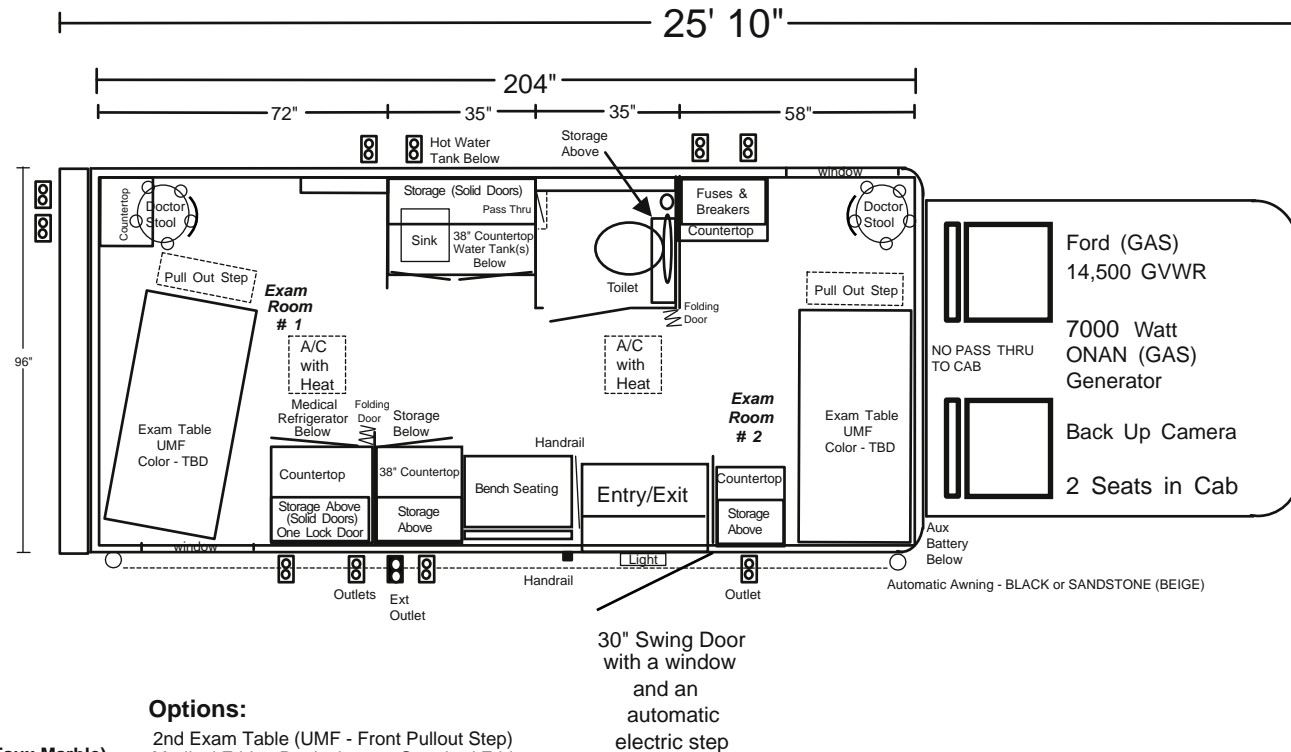 25' 10"
204"
72"
35"
35"
58"
Hot Water
Tank Below
Storage
Above
window
Countertop
Doctor
Stool
Storage (Solid Doors)
Pass Thru
Sink
38" Countertop
Water Tank(s)
Below
Toilet
Fuses &
Breakers
Countertop
Doctor
Stool
Pull Out Step
Exam
Room
# 1
Folding
Door
Pull Out Step
96"
A/C
with
Heat
A/C
with
Heat
NO PASS THRU
TO CAB
Ford (GAS)
14,500 GVWR
7000 Watt
ONAN (GAS)
Generator
Back Up Camera
2 Seats in Cab
Exam Table
UMF
Color - TBD
Medical
Refrigerator
Below
Folding
Door
Storage
Below
Handrail
Exam
Room
# 2
Exam Table
UMF
Color - TBD
Countertop
38" Countertop
Bench Seating
Entry/Exit
Countertop
Storage Above
(Solid Doors)
One Lock Door
Storage
Above
Storage
Above
window
Light
Aux
Battery
Below
Outlets
Ext
Outlet
Handrail
Outlet
Automatic Awning - BLACK or SANDSTONE (BEIGE)
30" Swing Door
with a window
and an
automatic
electric step
Options:
2nd Exam Table (UMF - Front Pullout Step)